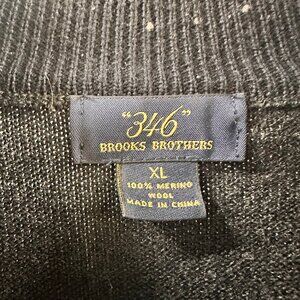 "346"
BROOKS BROTHERS
XL
100% MERINO
WOOL
MADE IN CHINA